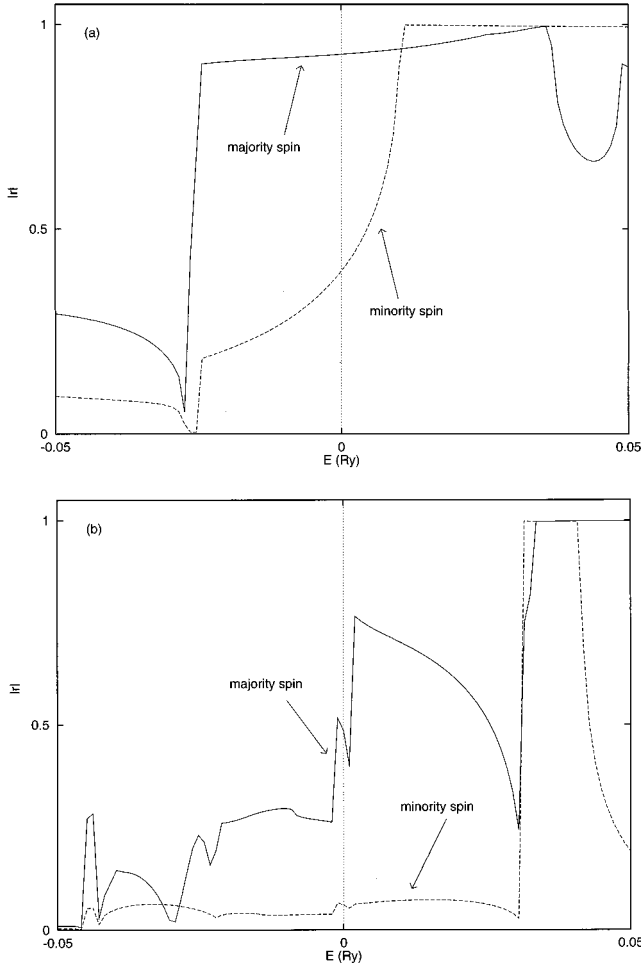 1
(a)
majority spin
|r|
0.5
minority spin
0
-0.05
0
0.05
E (Ry)
1
(b)
majority spin
|r|
0.5
minority spin
0
-0.05
0
0.05
E (Ry)